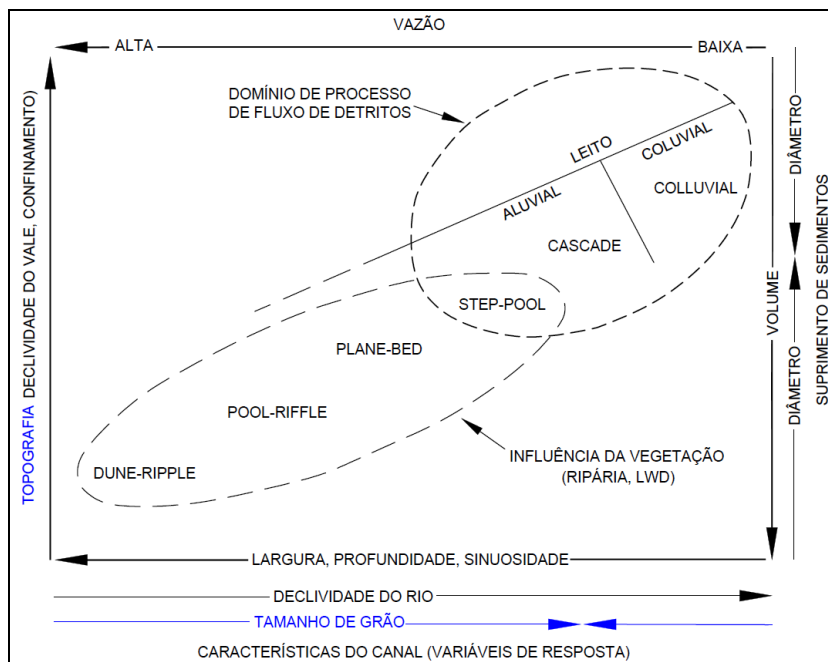 VAZÃO
ALTA
BAIXA
DOMÍNIO DE PROCESSO
DE FLUXO DE DETRITOS
LEITO
COLUVIAL
ALUVIAL
COLLUVIAL
CASCADE
STEP-POOL
PLANE-BED
POOL-RIFFLE
DUNE-RIPPLE
INFLUÊNCIA DA VEGETAÇÃO
(RIPÁRIA, LWD)
TOPOGRAFIA DECLIVIDADE DO VALE, CONFINAMENTO)
VOLUME
DIÂMETRO
DIÂMETRO
SUPRIMENTO DE SEDIMENTOS
LARGURA, PROFUNDIDADE, SINUOSIDADE
DECLIVIDADE DO RIO
TAMANHO DE GRÃO
CARACTERÍSTICAS DO CANAL (VARIÁVEIS DE RESPOSTA)